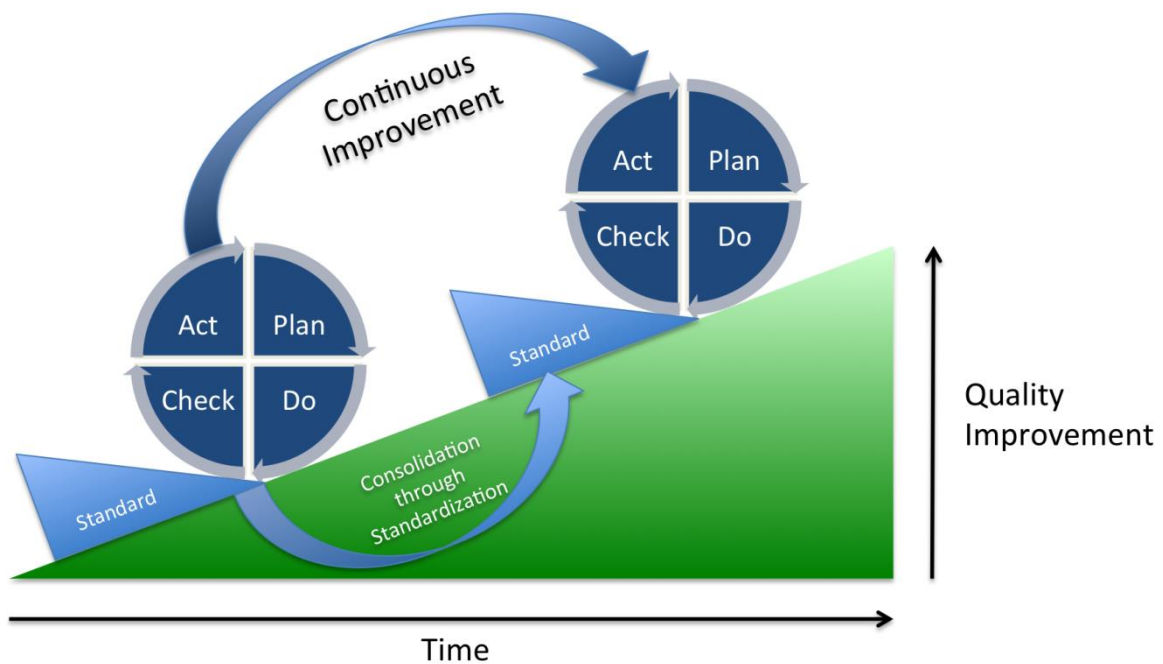 Continuous
Improvement
Act
Plan
Check
Do
Act
Plan
Check
Do
Standard
Standard
Consolidation
through
Standardization
Quality
Improvement
Time